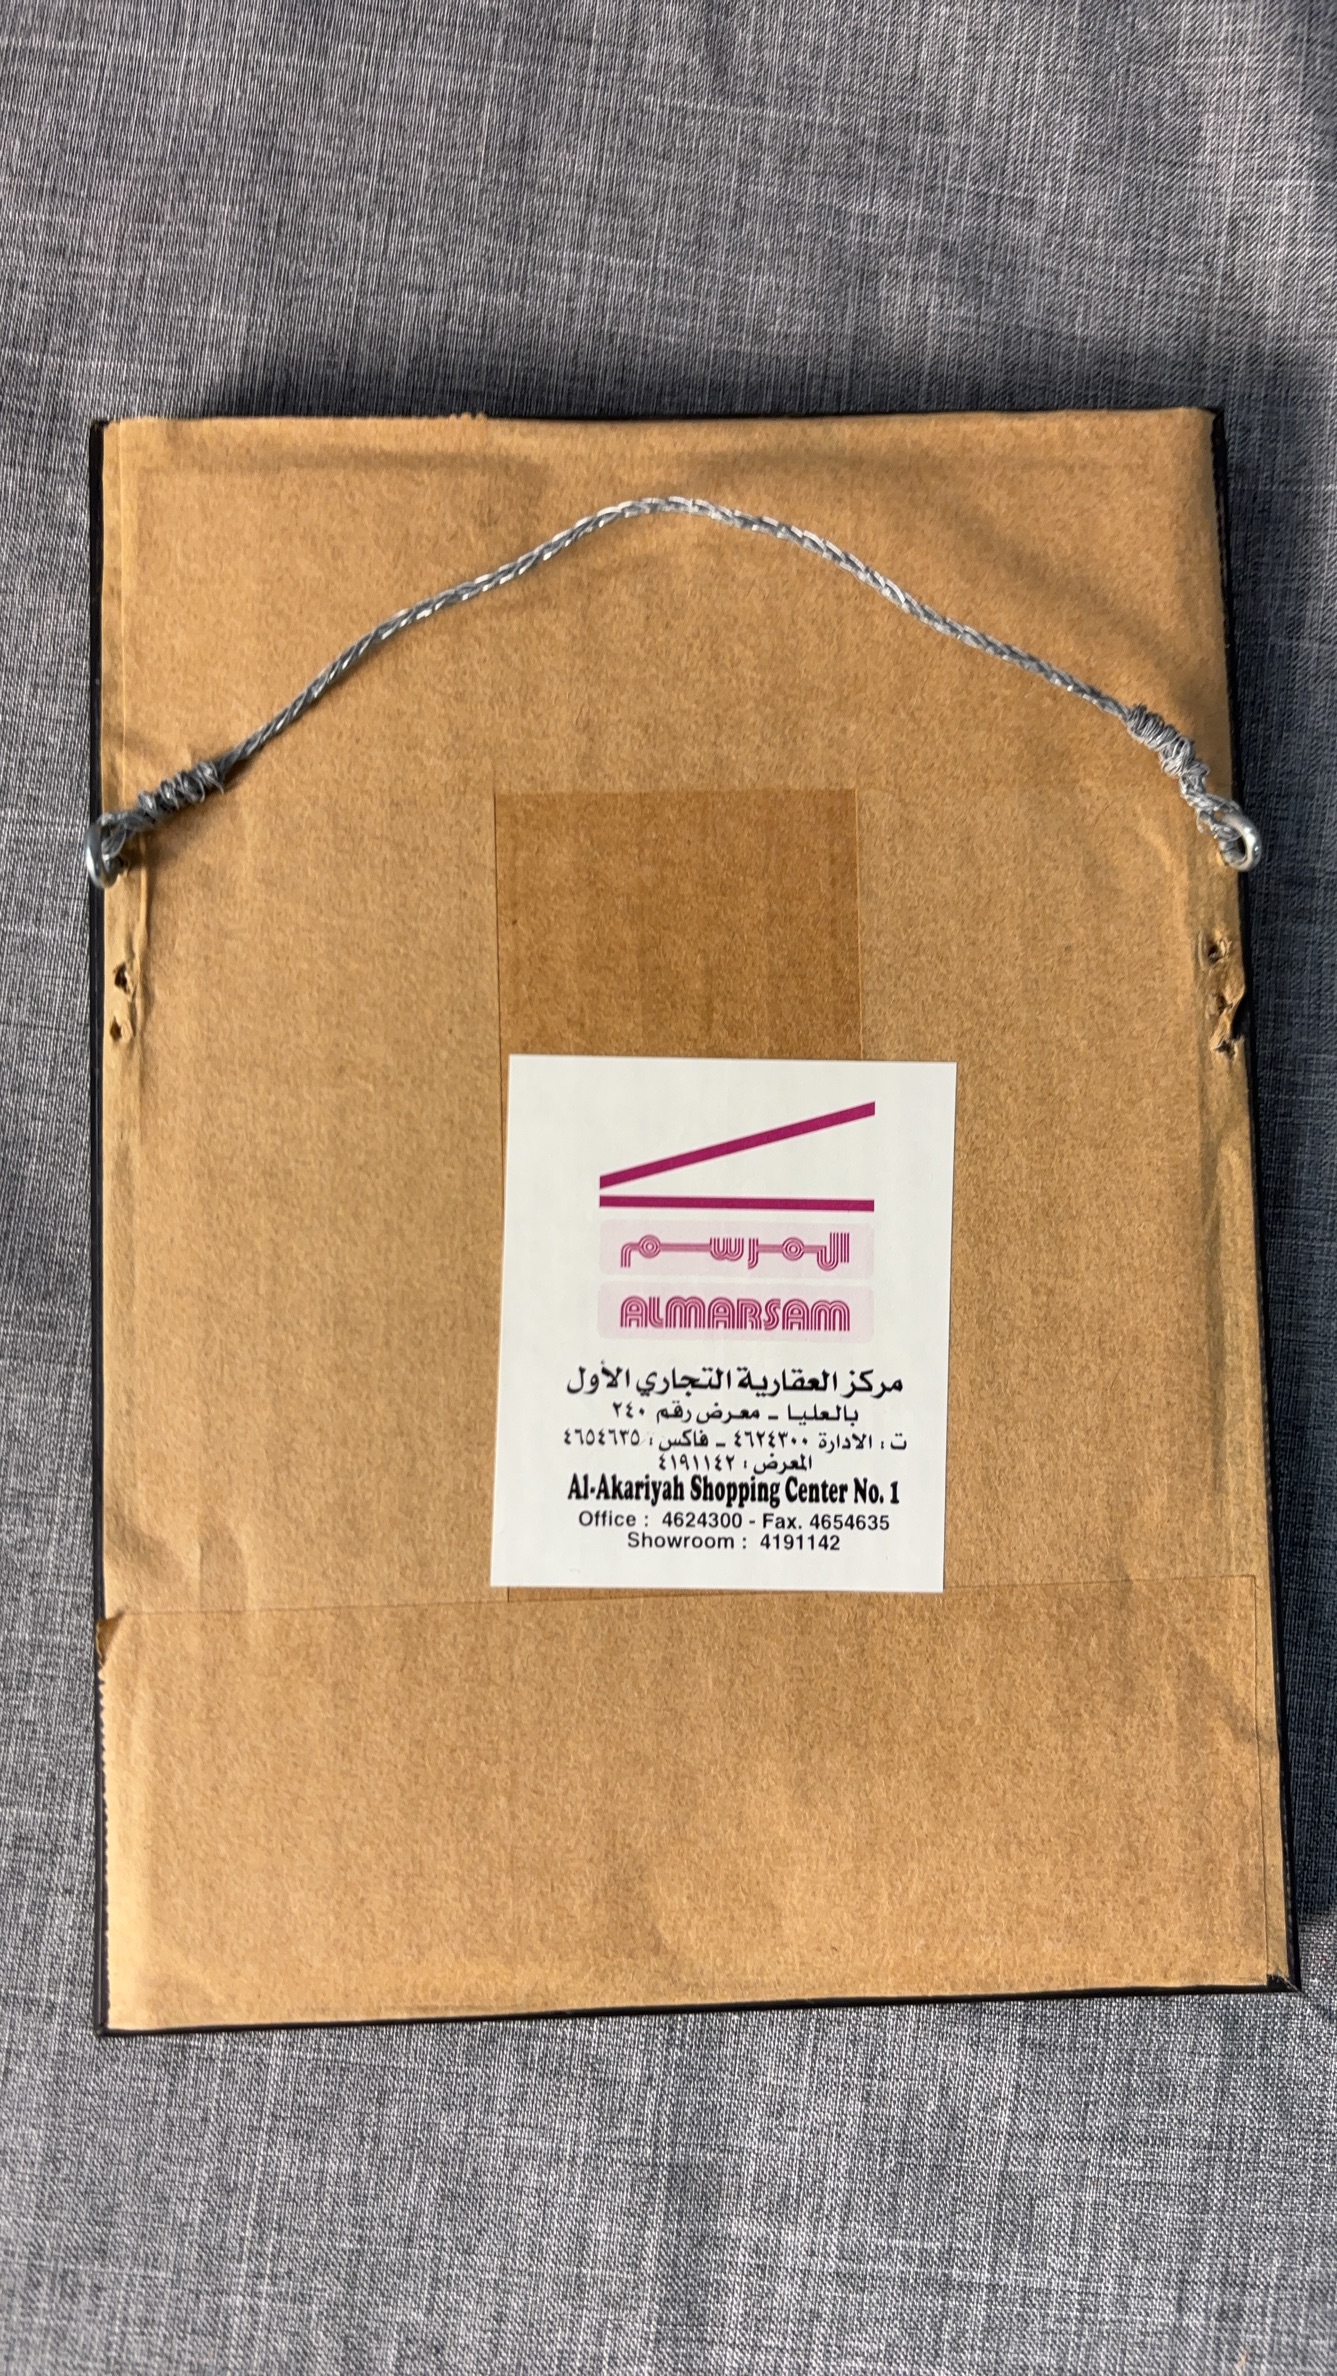 المرسم
ALMARSAM
مركز العقارية التجاري الأول
بالعليا - معرض رقم ٢٤٠
ت : الادارة ٤٦٢٤٣٠٠ - فاكس : ٤٦٥٤٦٣٥
المعرض : ٤١٩١١٤٢
Al-Akariyah Shopping Center No. 1
Office : 4624300 - Fax. 4654635
Showroom : 4191142